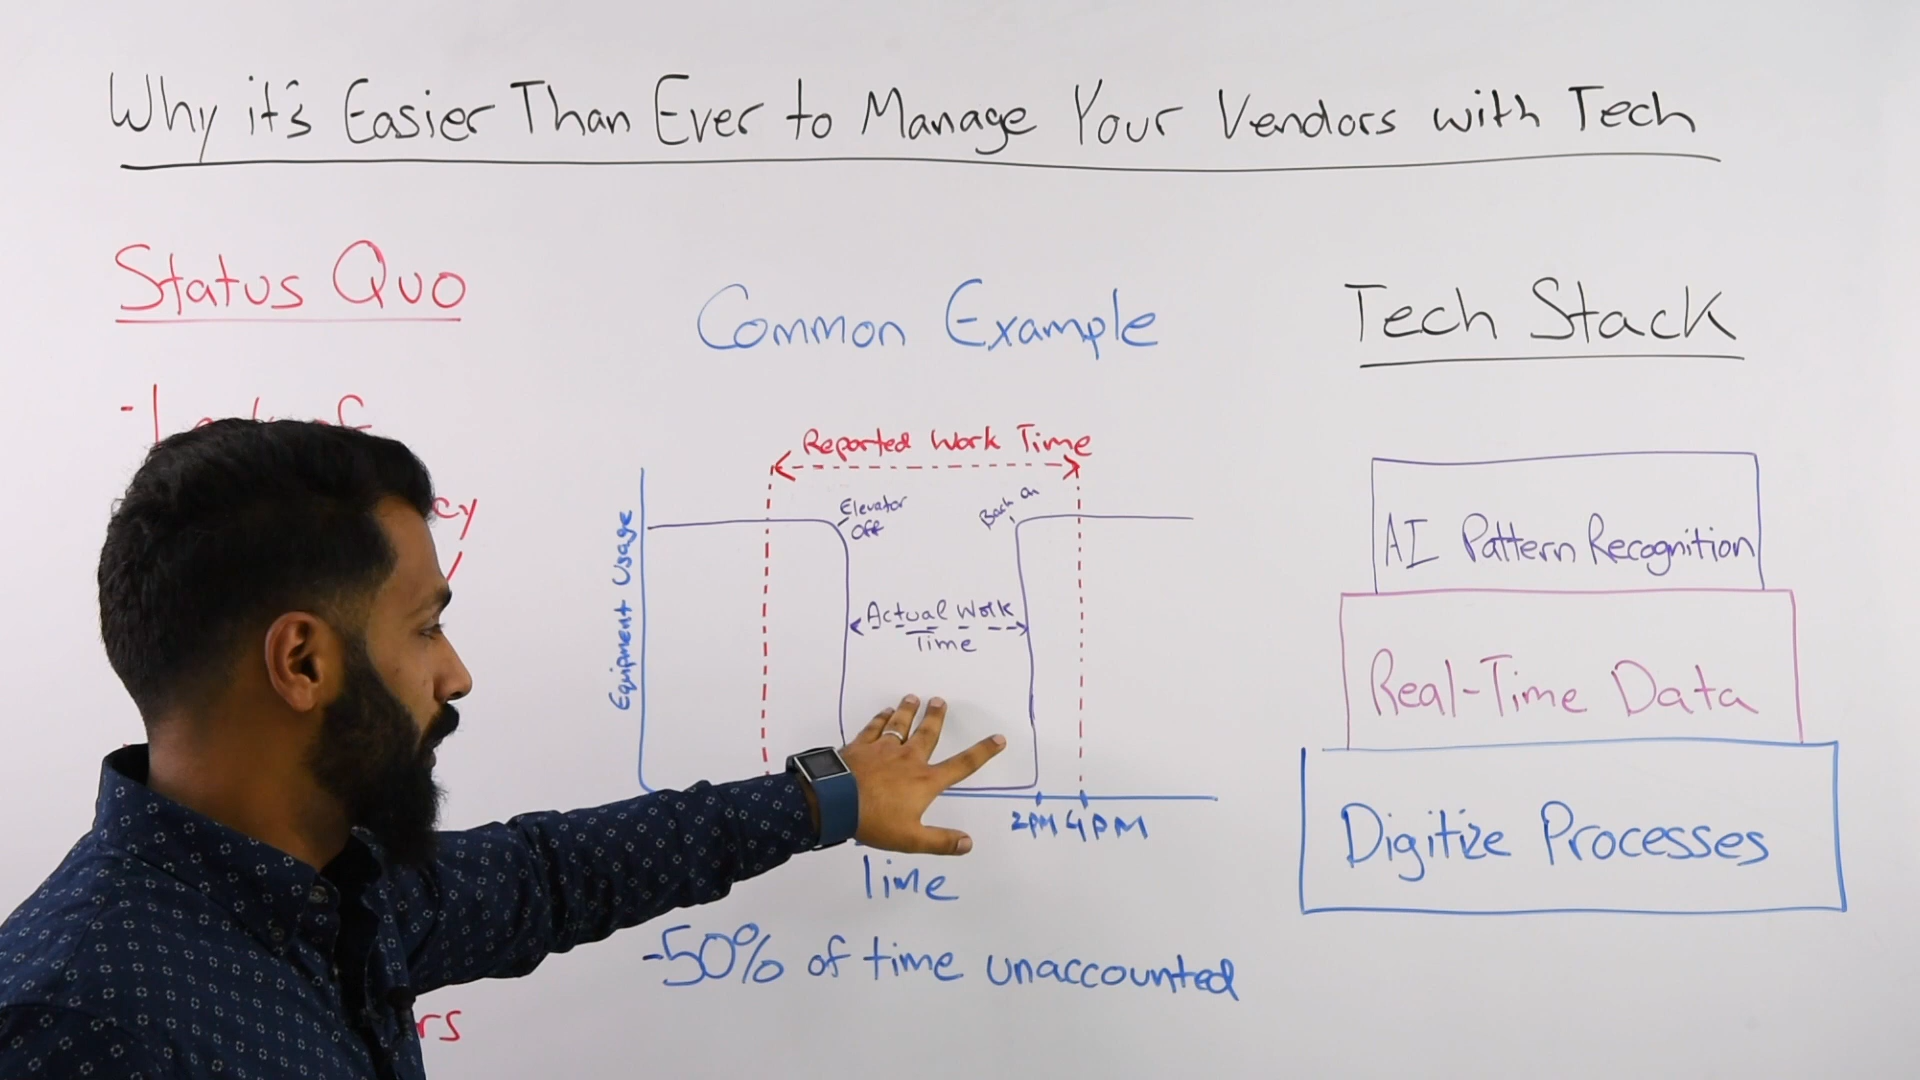 Why it's Easier Than Ever to Manage Your Vendors with Tech
Status Quo
Common Example
Reported Work Time
Elevator
Off
Back on
Actual Work
Time
Equipment Usage
2PM 4PM
Time
-50% of time unaccounted
Tech Stack
AI Pattern Recognition
Real-Time Data
Digitize Processes